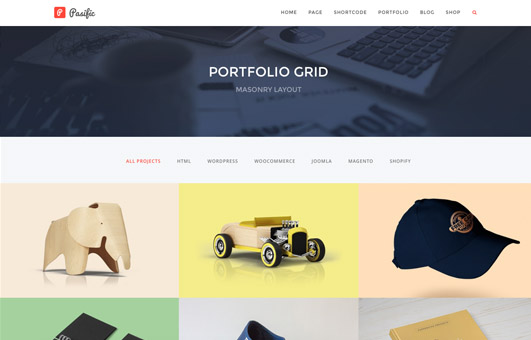 Pasific
HOME PAGE SHORTCODE PORTFOLIO BLOG SHOP
PORTFOLIO GRID
MASONRY LAYOUT
ALL PROJECTS HTML WORDPRESS WOOCOMMERCE JOOMLA MAGENTO SHOPIFY